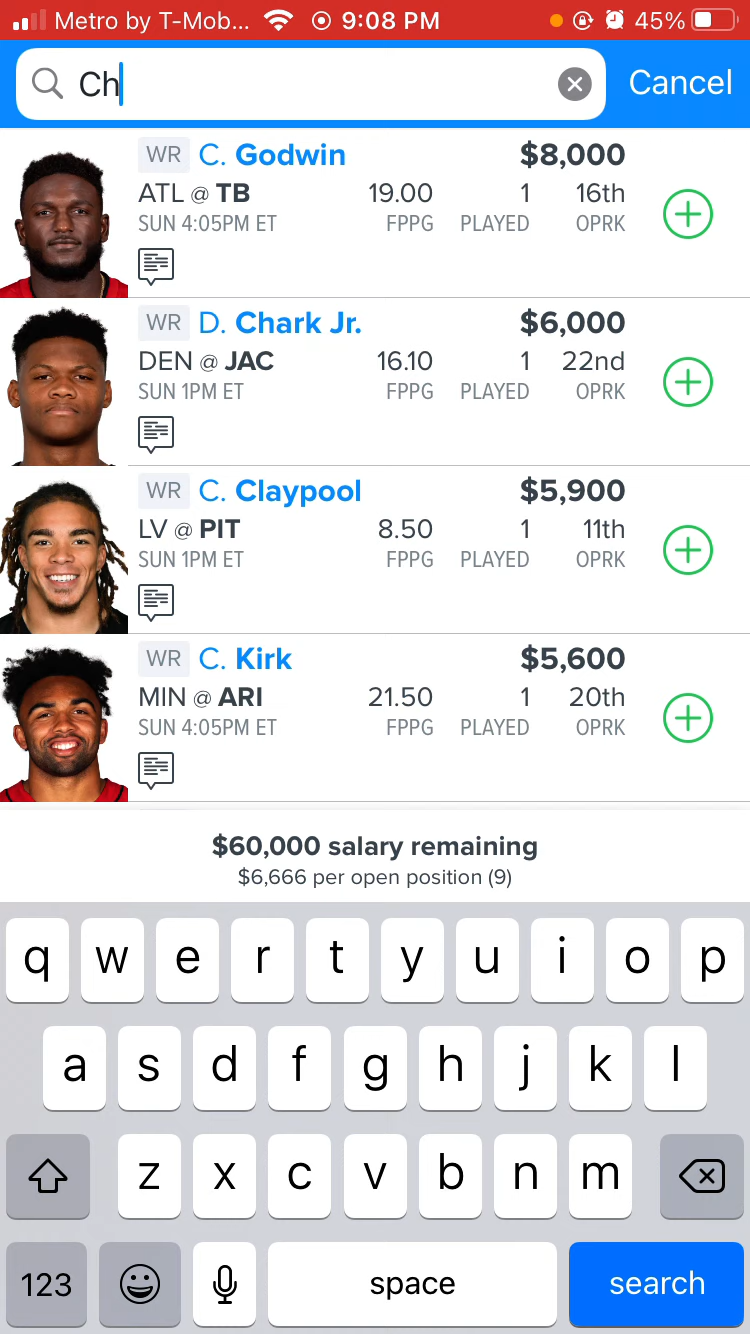 Metro by T-Mob... 9:08 PM 45%
Ch Cancel
WR C. Godwin $8,000
ATL @ TB 19.00 1 16th
SUN 4:05PM ET FPPG PLAYED OPRK
WR D. Chark Jr. $6,000
DEN @ JAC 16.10 1 22nd
SUN 1PM ET FPPG PLAYED OPRK
WR C. Claypool $5,900
LV @ PIT 8.50 1 11th
SUN 1PM ET FPPG PLAYED OPRK
WR C. Kirk $5,600
MIN @ ARI 21.50 1 20th
SUN 4:05PM ET FPPG PLAYED OPRK
$60,000 salary remaining
$6,666 per open position (9)
q w e r t y u i o p
a s d f g h j k l
z x c v b n m
123 space search